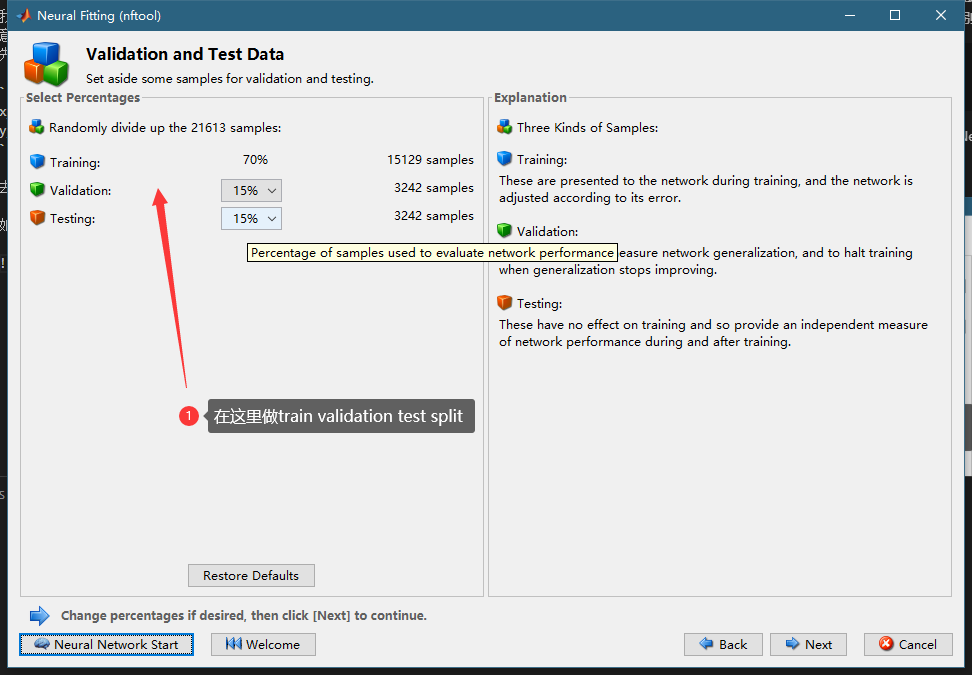 Neural Fitting (nftool)
Validation and Test Data
Set aside some samples for validation and testing.
Select Percentages
Randomly divide up the 21613 samples:
Training: 70% 15129 samples
Validation: 15% 3242 samples
Testing: 15% 3242 samples
Percentage of samples used to evaluate network performance
1 在这里做train validation test split
Restore Defaults
Explanation
Three Kinds of Samples:
Training:
These are presented to the network during training, and the network is
adjusted according to its error.
Validation:
easure network generalization, and to halt training
when generalization stops improving.
Testing:
These have no effect on training and so provide an independent measure
of network performance during and after training.
Change percentages if desired, then click [Next] to continue.
Neural Network Start Welcome Back Next Cancel